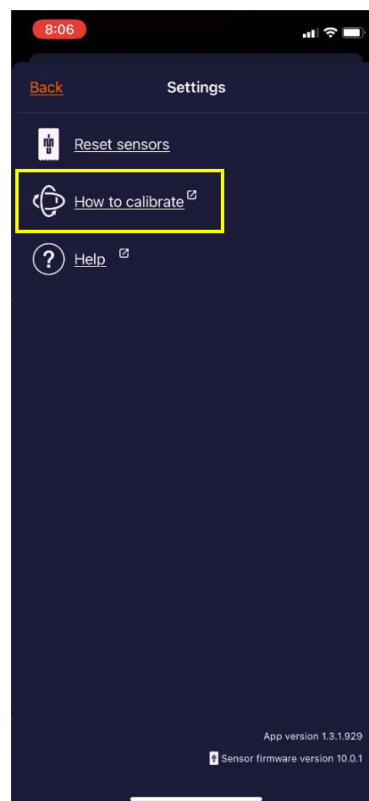 8:06
Back Settings
Reset sensors
How to calibrate
? Help
App version 1.3.1.929
Sensor firmware version 10.0.1